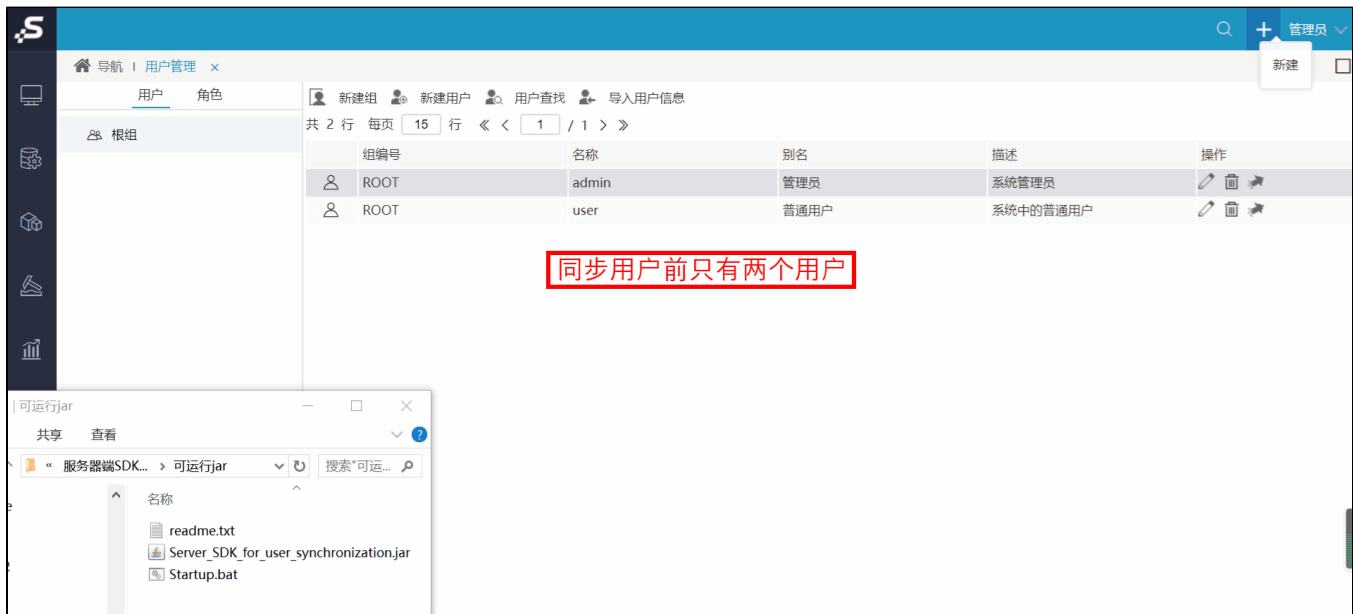 管理员
新建
导航 | 用户管理 ×
用户 角色
根组
新建组 新建用户 用户查找 导入用户信息
共 2 行 每页 15 行 « < 1 / 1 > »
组编号 名称 别名 描述 操作
ROOT admin 管理员 系统管理员
ROOT user 普通用户 系统中的普通用户
同步用户前只有两个用户
可运行jar
共享 查看
« 服务器端SDK... › 可运行jar 搜索"可运...
名称
readme.txt
Server_SDK_for_user_synchronization.jar
Startup.bat